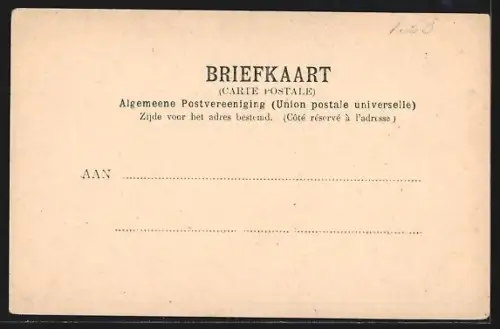 BRIEFKAART
(CARTE POSTALE)
Algemeene Postvereeniging (Union postale universelle)
Zijde voor het adres bestemd. (Côté réservé à l'adresse)
AAN